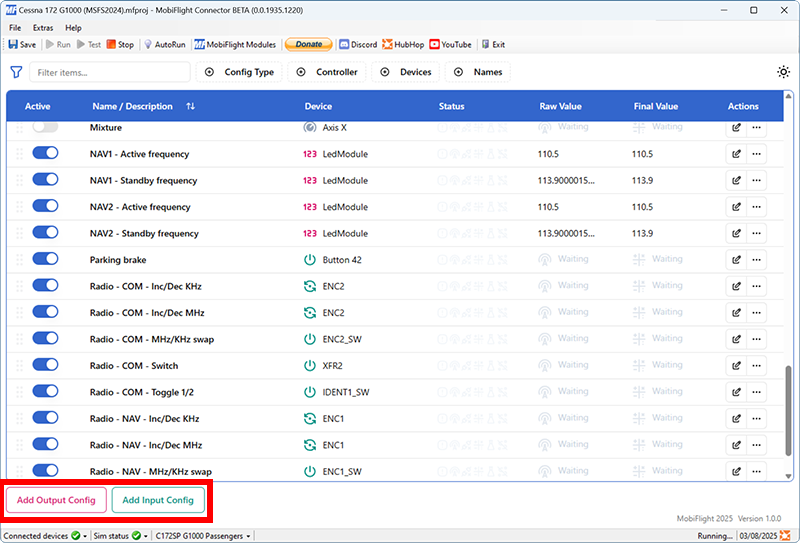 MF Cessna 172 G1000 (MSFS2024).mfproj - MobiFlight Connector BETA (0.0.1935.1220)
File Extras Help
Save Run Test Stop AutoRun MF MobiFlight Modules Donate Discord HubHop YouTube Exit
Filter items... Config Type Controller Devices Names
Active Name / Description Device Status Raw Value Final Value Actions
Mixture Axis X Waiting Waiting
NAV1 - Active frequency 123 LedModule 110.5 110.5
NAV1 - Standby frequency 123 LedModule 113.9000015... 113.9
NAV2 - Active frequency 123 LedModule 110.5 110.5
NAV2 - Standby frequency 123 LedModule 113.9000015... 113.9
Parking brake Button 42 Waiting Waiting
Radio - COM - Inc/Dec KHz ENC2 Waiting Waiting
Radio - COM - Inc/Dec MHz ENC2 Waiting Waiting
Radio - COM - MHz/KHz swap ENC2_SW Waiting Waiting
Radio - COM - Switch XFR2 Waiting Waiting
Radio - COM - Toggle 1/2 IDENT1_SW Waiting Waiting
Radio - NAV - Inc/Dec KHz ENC1 Waiting Waiting
Radio - NAV - Inc/Dec MHz ENC1 Waiting Waiting
Radio - NAV - MHz/KHz swap ENC1_SW Waiting Waiting
Add Output Config Add Input Config
MobiFlight 2025 Version 1.0.0
Connected devices Sim status C172SP G1000 Passengers Running... 03/08/2025